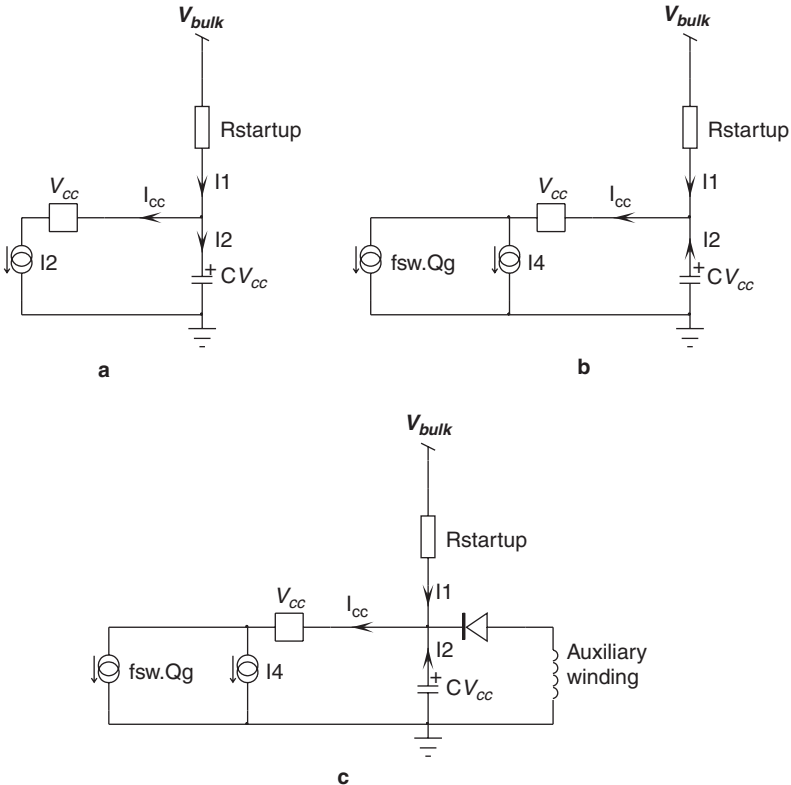 V_bulk
Rstartup
I1
V_cc
I_cc
I2
I2
+
CV_cc
a
V_bulk
Rstartup
I1
V_cc
I_cc
I2
fsw.Qg
I4
+
CV_cc
b
V_bulk
Rstartup
I1
V_cc
I_cc
I2
fsw.Qg
I4
+
CV_cc
Auxiliary
winding
c